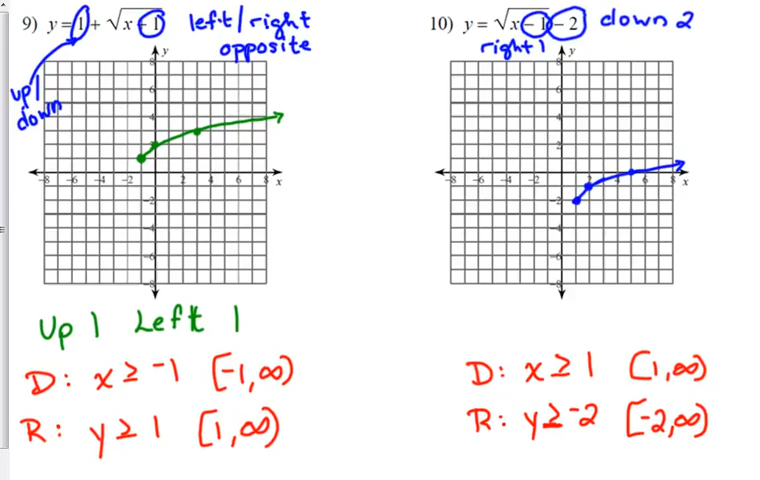 9) y = 1 + √x − 1
left/right
opposite
up/
down
y
8
6
4
2
-8 -6 -4 -2 2 4 6 8 x
-2
-4
-6
-8
Up 1 Left 1
D: x ≥ -1 [-1, ∞)
R: y ≥ 1 [1, ∞)
10) y = √x − 1 − 2 down 2
right 1
y
8
6
4
2
-8 -6 -4 -2 2 4 6 8 x
-2
-4
-6
-8
D: x ≥ 1 [1, ∞)
R: y ≥ -2 [-2, ∞)